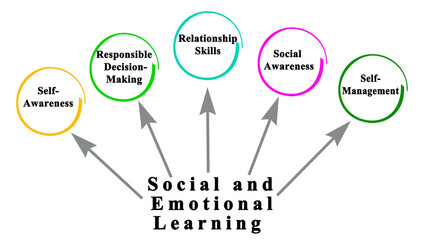 Self-
Awareness
Responsible
Decision-
Making
Relationship
Skills
Social
Awareness
Self-
Management
Social and
Emotional
Learning